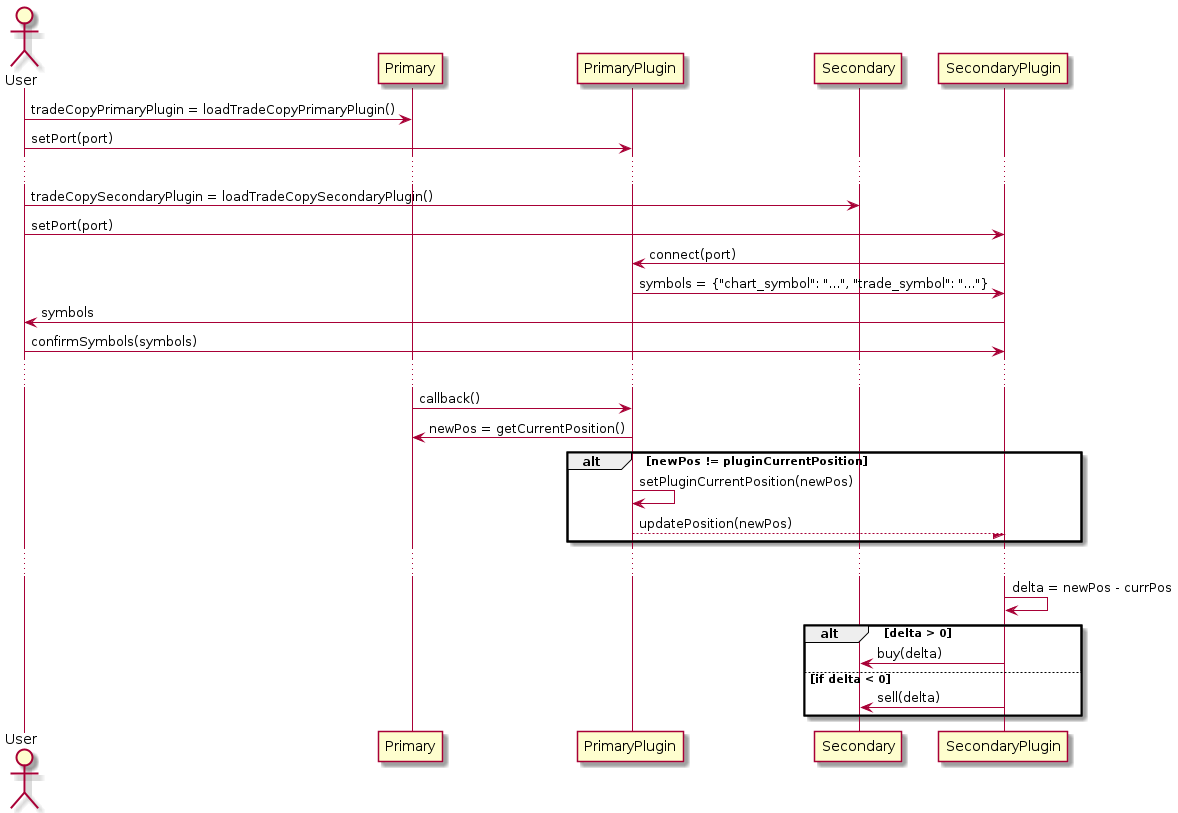 User
Primary
PrimaryPlugin
Secondary
SecondaryPlugin
tradeCopyPrimaryPlugin = loadTradeCopyPrimaryPlugin()
setPort(port)
tradeCopySecondaryPlugin = loadTradeCopySecondaryPlugin()
setPort(port)
connect(port)
symbols = {"chart_symbol": "...", "trade_symbol": "..."}
symbols
confirmSymbols(symbols)
callback()
newPos = getCurrentPosition()
alt [newPos != pluginCurrentPosition]
setPluginCurrentPosition(newPos)
updatePosition(newPos)
delta = newPos - currPos
alt [delta > 0]
buy(delta)
[if delta < 0]
sell(delta)
User
Primary
PrimaryPlugin
Secondary
SecondaryPlugin